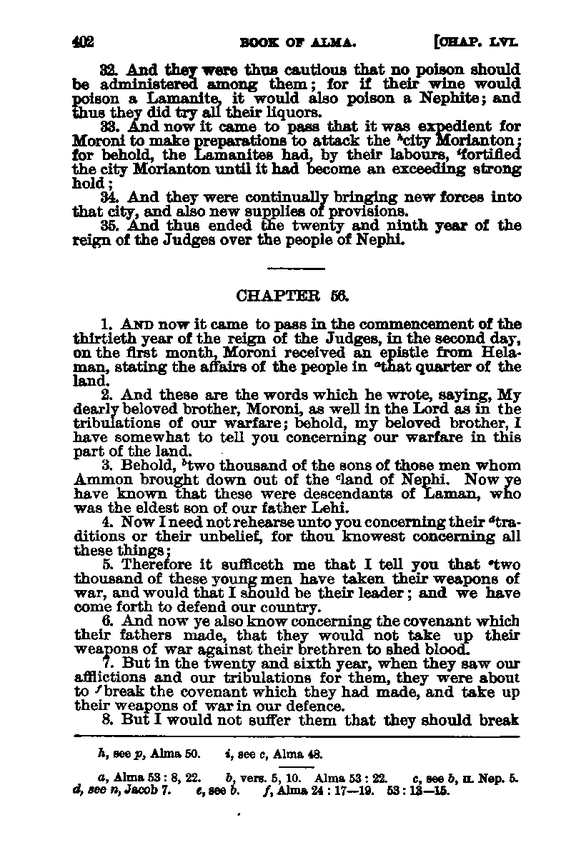 402 BOOK OF ALMA. [CHAP. LVI.
32. And they were thus cautious that no poison should
be administered among them; for if their wine would
poison a Lamanite, it would also poison a Nephite; and
thus they did try all their liquors.
33. And now it came to pass that it was expedient for
Moroni to make preparations to attack the ʰcity Morianton;
for behold, the Lamanites had, by their labours, ⁱfortified
the city Morianton until it had become an exceeding strong
hold;
34. And they were continually bringing new forces into
that city, and also new supplies of provisions.
35. And thus ended the twenty and ninth year of the
reign of the Judges over the people of Nephi.
CHAPTER 56.
1. AND now it came to pass in the commencement of the
thirtieth year of the reign of the Judges, in the second day,
on the first month, Moroni received an epistle from Hela-
man, stating the affairs of the people in ᵃthat quarter of the
land.
2. And these are the words which he wrote, saying, My
dearly beloved brother, Moroni, as well in the Lord as in the
tribulations of our warfare; behold, my beloved brother, I
have somewhat to tell you concerning our warfare in this
part of the land.
3. Behold, ᵇtwo thousand of the sons of those men whom
Ammon brought down out of the ᶜland of Nephi. Now ye
have known that these were descendants of Laman, who
was the eldest son of our father Lehi.
4. Now I need not rehearse unto you concerning their ᵈtra-
ditions or their unbelief, for thou knowest concerning all
these things;
5. Therefore it sufficeth me that I tell you that ᵉtwo
thousand of these young men have taken their weapons of
war, and would that I should be their leader; and we have
come forth to defend our country.
6. And now ye also know concerning the covenant which
their fathers made, that they would not take up their
weapons of war against their brethren to shed blood.
7. But in the twenty and sixth year, when they saw our
afflictions and our tribulations for them, they were about
to ᶠbreak the covenant which they had made, and take up
their weapons of war in our defence.
8. But I would not suffer them that they should break
h, see p, Alma 50. i, see c, Alma 48.
a, Alma 53 : 8, 22. b, vers. 5, 10. Alma 53 : 22. c, see b, II. Nep. 5.
d, see n, Jacob 7. e, see b. f, Alma 24 : 17—19. 53 : 13—15.